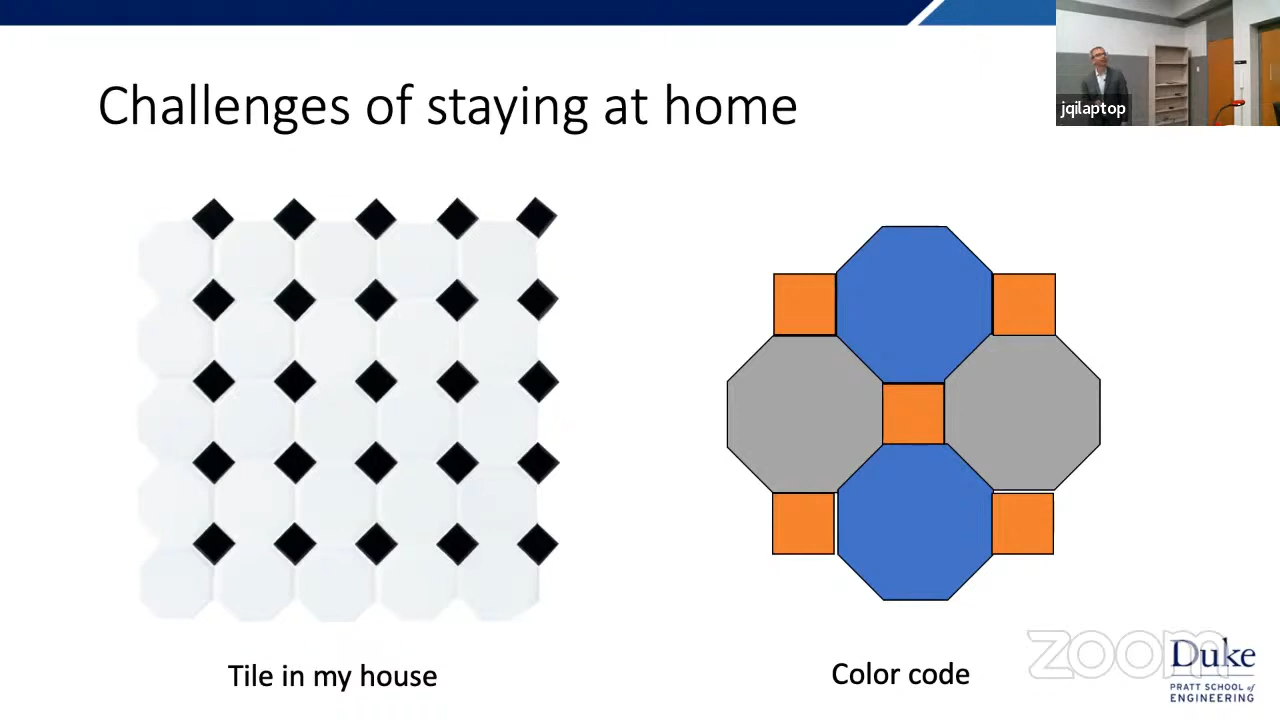 Challenges of staying at home
jqilaptop
Tile in my house
Color code
zoom
Duke
PRATT SCHOOL of
ENGINEERING